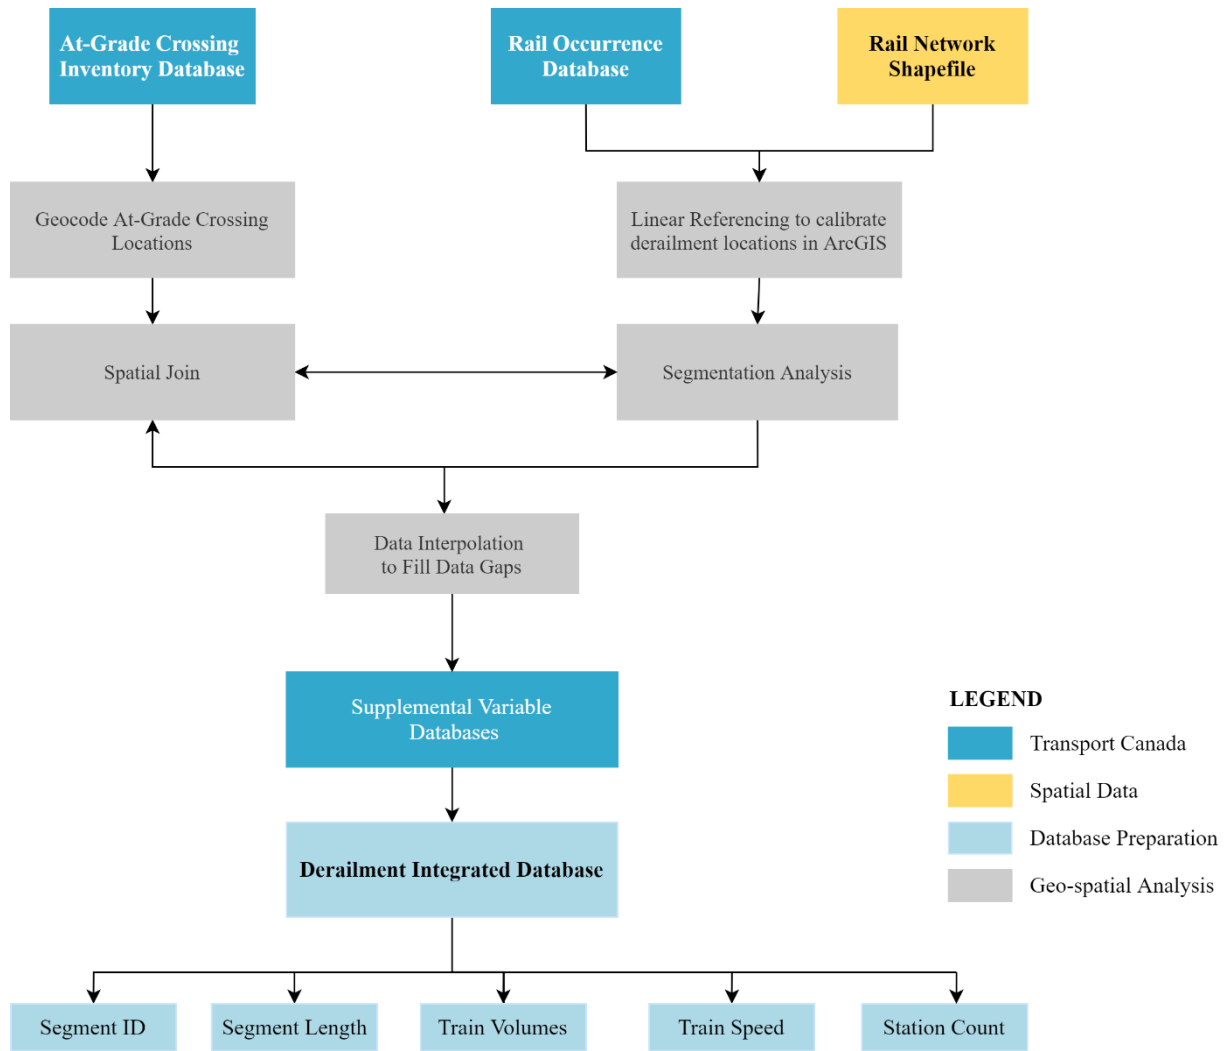 At-Grade Crossing
Inventory Database
Rail Occurrence
Database
Rail Network
Shapefile
Geocode At-Grade Crossing
Locations
Linear Referencing to calibrate
derailment locations in ArcGIS
Spatial Join
Segmentation Analysis
Data Interpolation
to Fill Data Gaps
Supplemental Variable
Databases
Derailment Integrated Database
Segment ID
Segment Length
Train Volumes
Train Speed
Station Count
LEGEND
Transport Canada
Spatial Data
Database Preparation
Geo-spatial Analysis